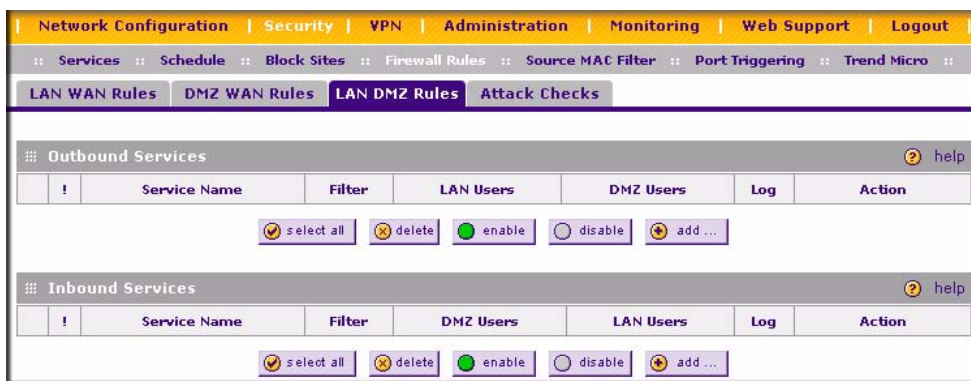 | Network Configuration | Security | VPN | Administration | Monitoring | Web Support | Logout |
:: Services :: Schedule :: Block Sites :: Firewall Rules :: Source MAC Filter :: Port Triggering :: Trend Micro ::
LAN WAN Rules DMZ WAN Rules LAN DMZ Rules Attack Checks
Outbound Services ? help
! Service Name Filter LAN Users DMZ Users Log Action
select all delete enable disable add ...
Inbound Services ? help
! Service Name Filter DMZ Users LAN Users Log Action
select all delete enable disable add ...